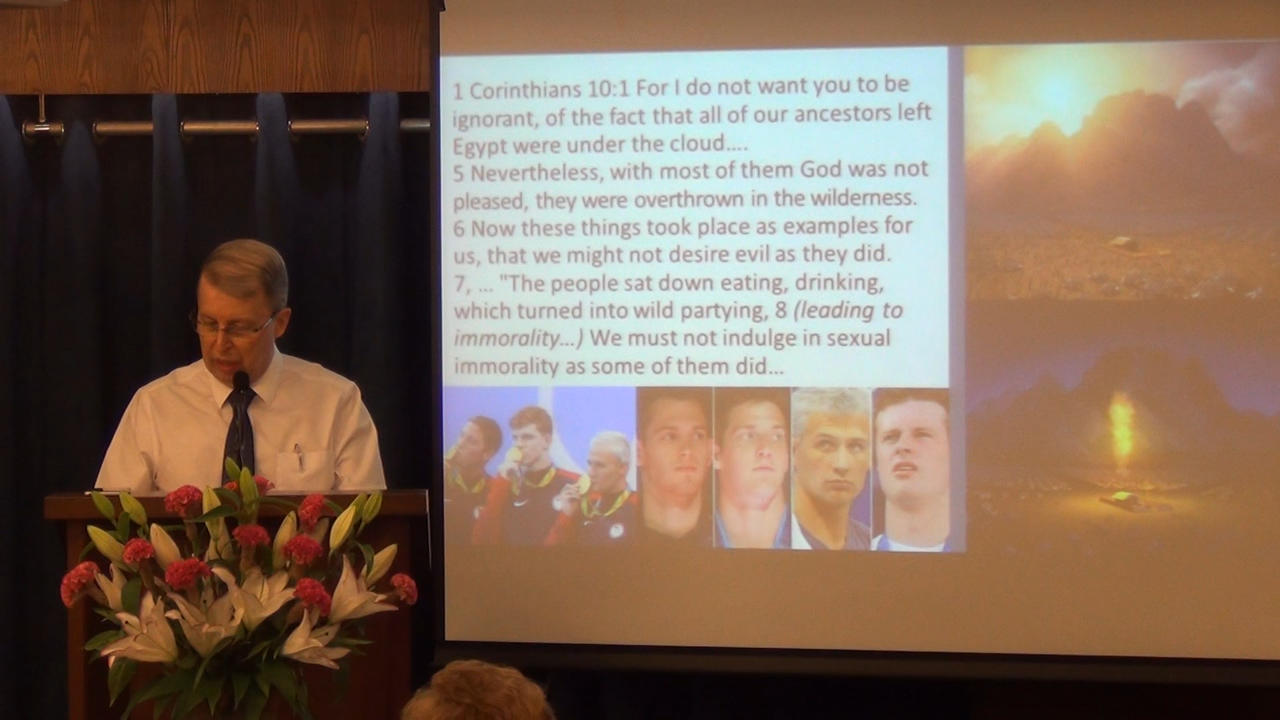 1 Corinthians 10:1 For I do not want you to be
ignorant, of the fact that all of our ancestors left
Egypt were under the cloud....
5 Nevertheless, with most of them God was not
pleased, they were overthrown in the wilderness.
6 Now these things took place as examples for
us, that we might not desire evil as they did.
7, ... "The people sat down eating, drinking,
which turned into wild partying, 8 (leading to
immorality...) We must not indulge in sexual
immorality as some of them did...